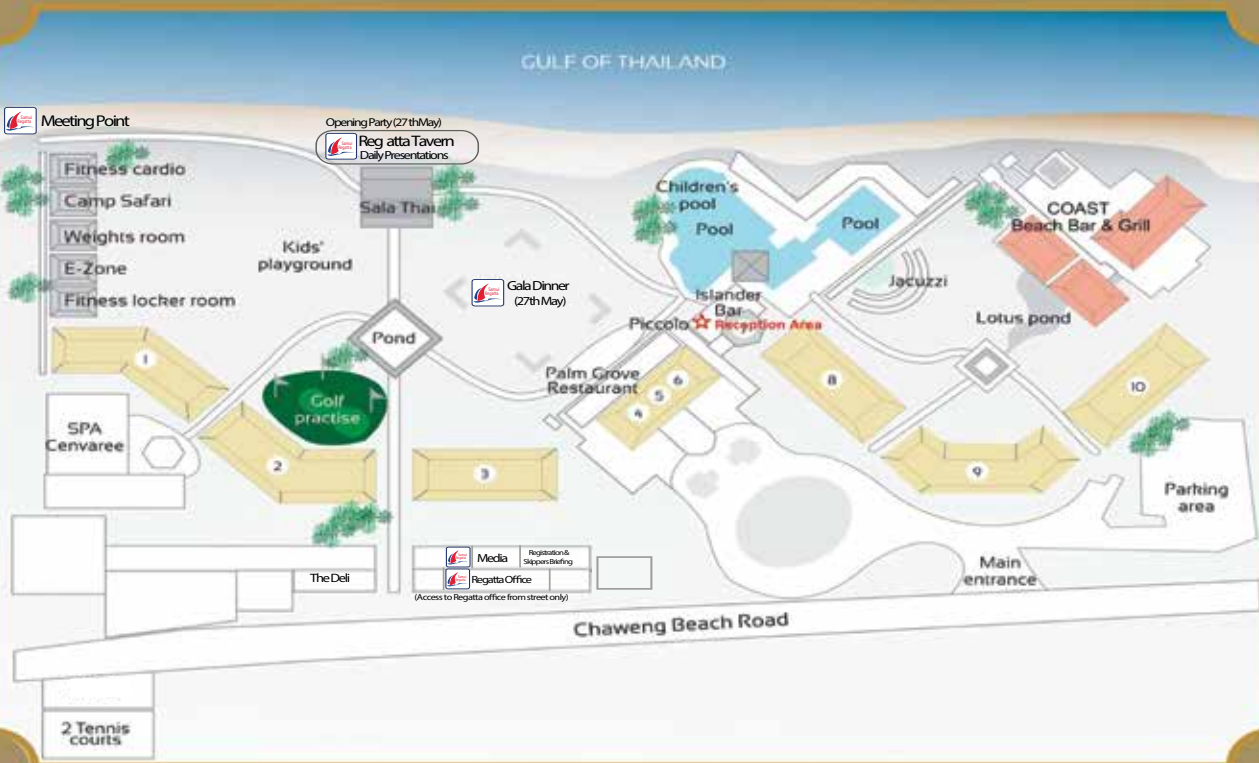 GULF OF THAILAND
Meeting Point
Opening Party (27thMay)
Reg atta Tavern
Daily Presentations
Fitness cardio
Camp Safari
Weights room
E-Zone
Fitness locker room
Sala Thai
Kids'
playground
Gala Dinner
(27th May)
Children's
pool
Pool
Pool
Islander
Bar
Piccolo
Reception Area
Jacuzzi
COAST
Beach Bar & Grill
Lotus pond
Pond
Palm Grove
Restaurant
Golf
practise
SPA
Cenvaree
1
2
3
4
5
6
7
8
9
10
Parking
area
Main
entrance
The Deli
Media
Registration &
Skippers Briefing
Regatta Office
(Access to Regatta office from street only)
Chaweng Beach Road
2 Tennis
courts